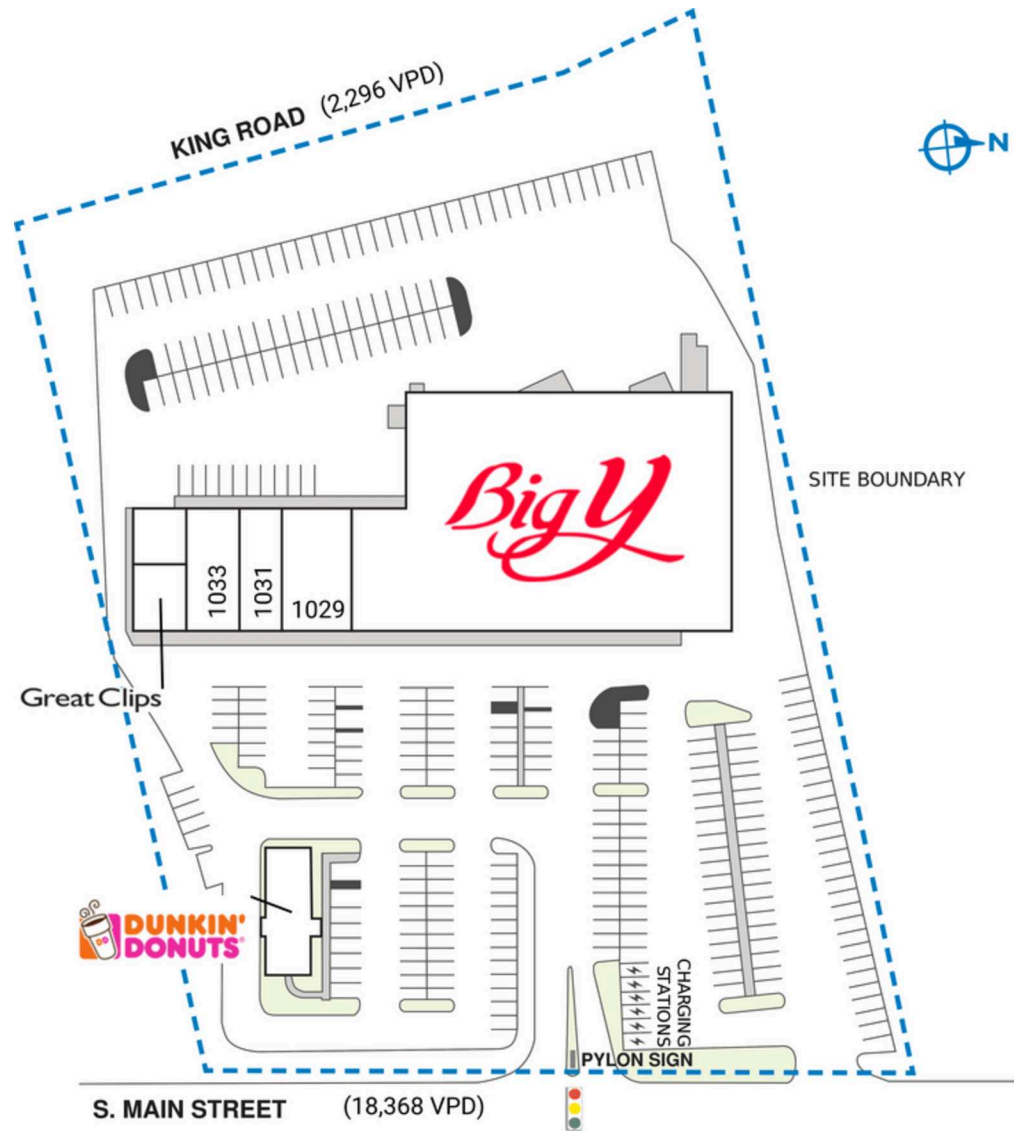 KING ROAD (2,296 VPD)
N
SITE BOUNDARY
Big Y
1033
1031
1029
Great Clips
DUNKIN'
DONUTS
DD
CHARGING
STATIONS
PYLON SIGN
S. MAIN STREET (18,368 VPD)